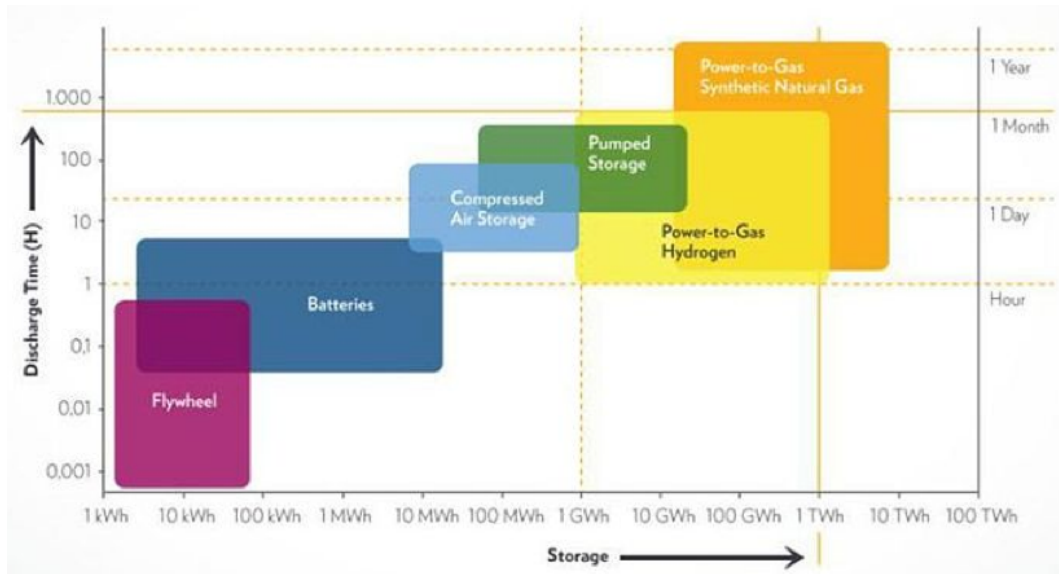 Power-to-Gas
Synthetic Natural Gas
1 Year
1.000
1 Month
Pumped
Storage
100
Compressed
Air Storage
1 Day
10
Power-to-Gas
Hydrogen
1
Hour
Batteries
0,1
Flywheel
0,01
0,001
Discharge Time (H)
1 kWh 10 kWh 100 kWh 1 MWh 10 MWh 100 MWh 1 GWh 10 GWh 100 GWh 1 TWh 10 TWh 100 TWh
Storage